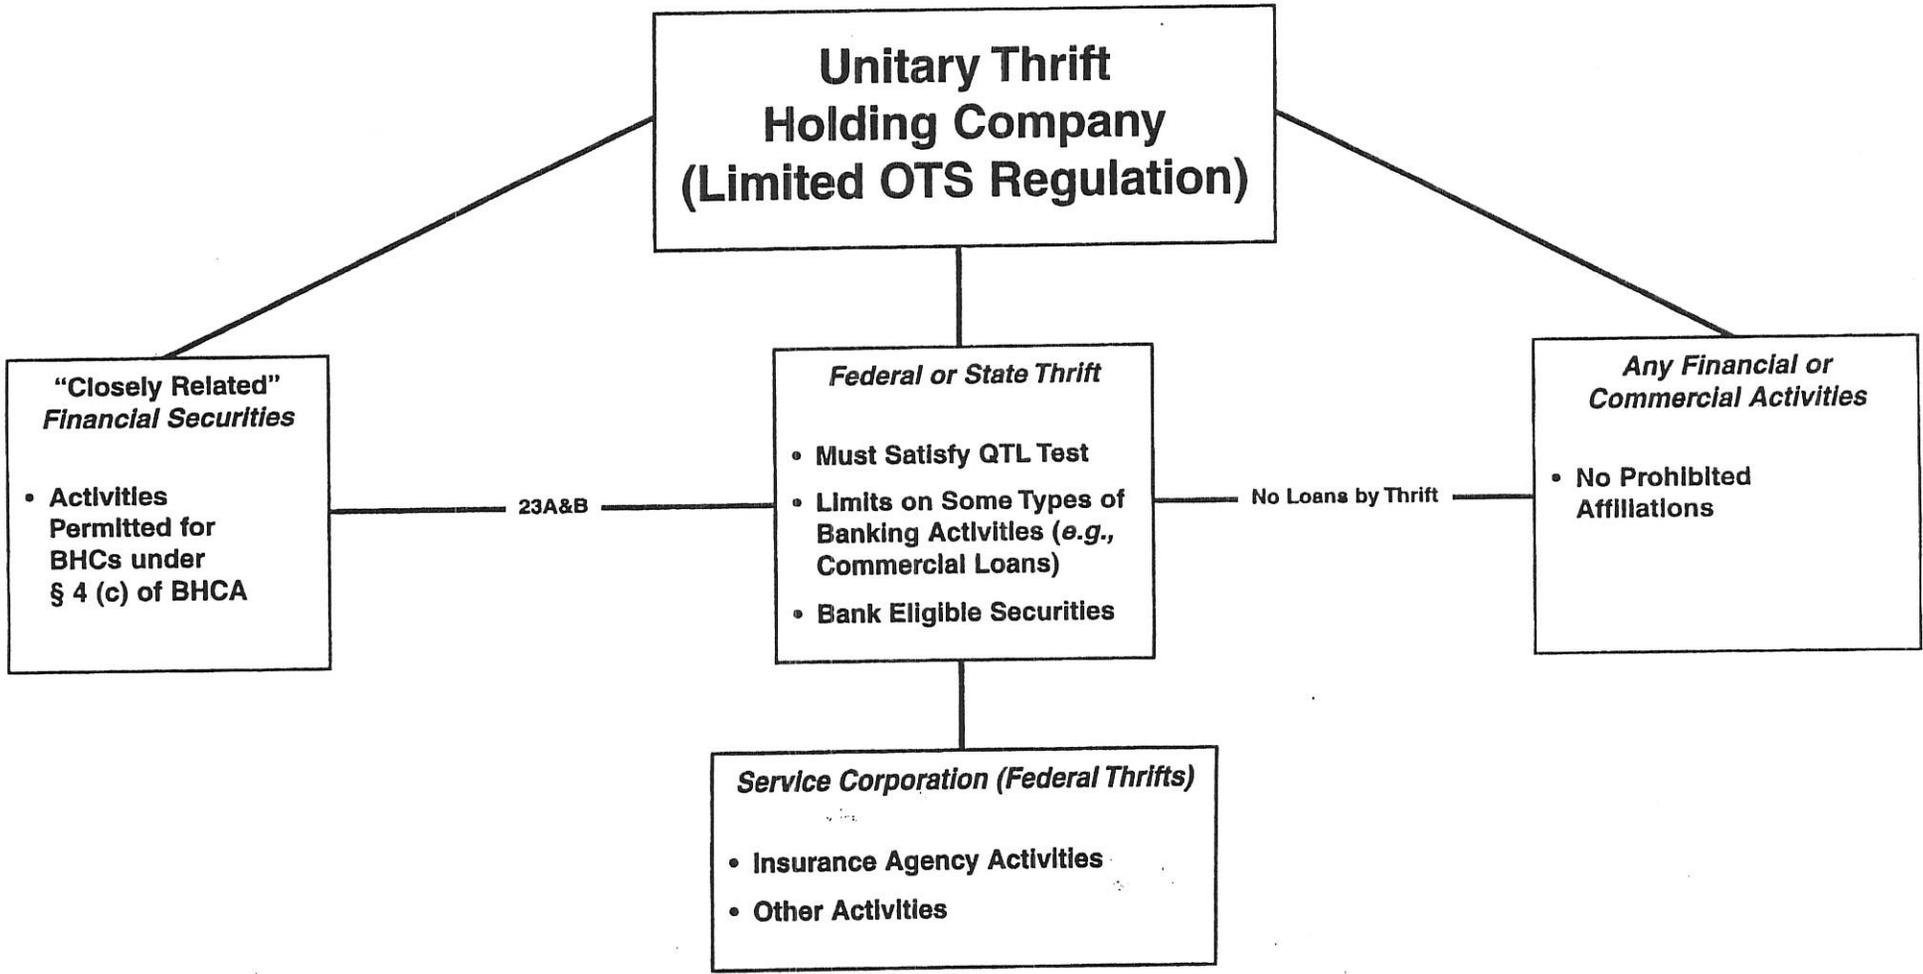 Unitary Thrift
Holding Company
(Limited OTS Regulation)
“Closely Related”
Financial Securities
• Activities
Permitted for
BHCs under
§ 4 (c) of BHCA
23A&B
Federal or State Thrift
• Must Satisfy QTL Test
• Limits on Some Types of
Banking Activities (e.g.,
Commercial Loans)
• Bank Eligible Securities
No Loans by Thrift
Any Financial or
Commercial Activities
• No Prohibited
Affiliations
Service Corporation (Federal Thrifts)
• Insurance Agency Activities
• Other Activities